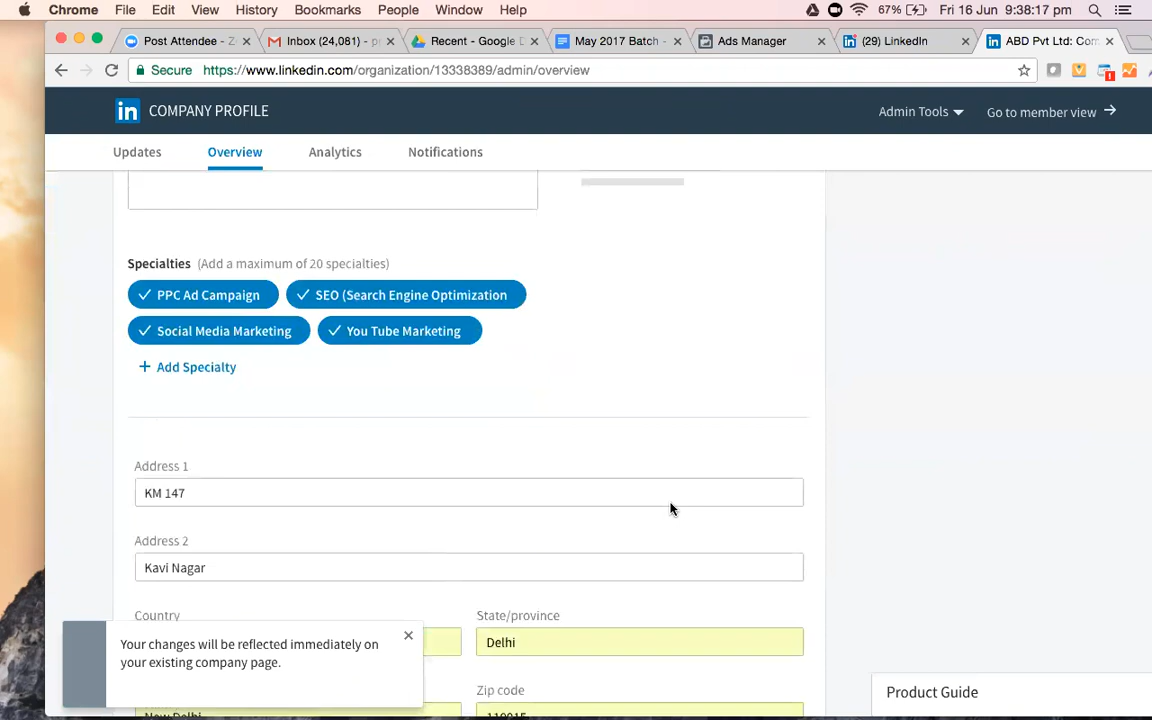 Chrome File Edit View History Bookmarks People Window Help 67% Fri 16 Jun 9:38:17 pm
Post Attendee - Z Inbox (24,081) - p Recent - Google D May 2017 Batch - Ads Manager (29) LinkedIn ABD Pvt Ltd: Com
Secure https://www.linkedin.com/organization/13338389/admin/overview
in COMPANY PROFILE Admin Tools Go to member view
Updates Overview Analytics Notifications
Specialties (Add a maximum of 20 specialties)
PPC Ad Campaign SEO (Search Engine Optimization
Social Media Marketing You Tube Marketing
+ Add Specialty
Address 1
KM 147
Address 2
Kavi Nagar
Country State/province
Delhi
Your changes will be reflected immediately on
your existing company page.
Zip code
Product Guide
New Delhi 110015